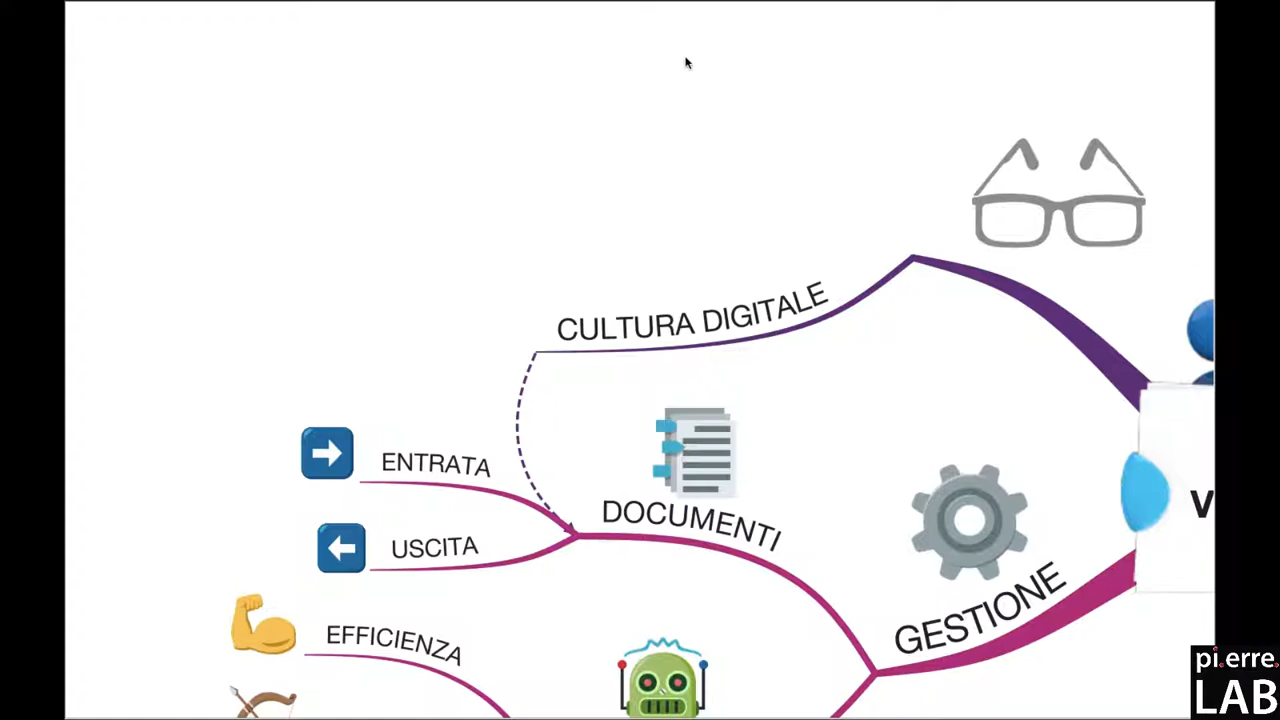 CULTURA DIGITALE
ENTRATA
DOCUMENTI
USCITA
GESTIONE
EFFICIENZA
V
pi.erre.
LAB